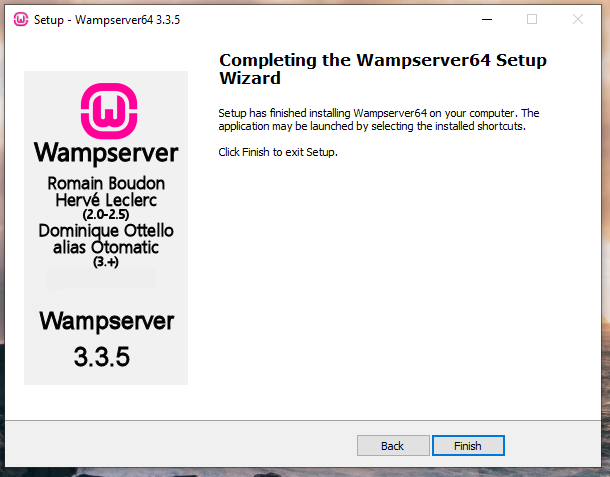 Setup - Wampserver64 3.3.5
Completing the Wampserver64 Setup
Wizard
Setup has finished installing Wampserver64 on your computer. The
application may be launched by selecting the installed shortcuts.
Click Finish to exit Setup.
Wampserver
Romain Boudon
Hervé Leclerc
(2.0-2.5)
Dominique Ottello
alias Otomatic
(3.+)
Wampserver
3.3.5
Back
Finish